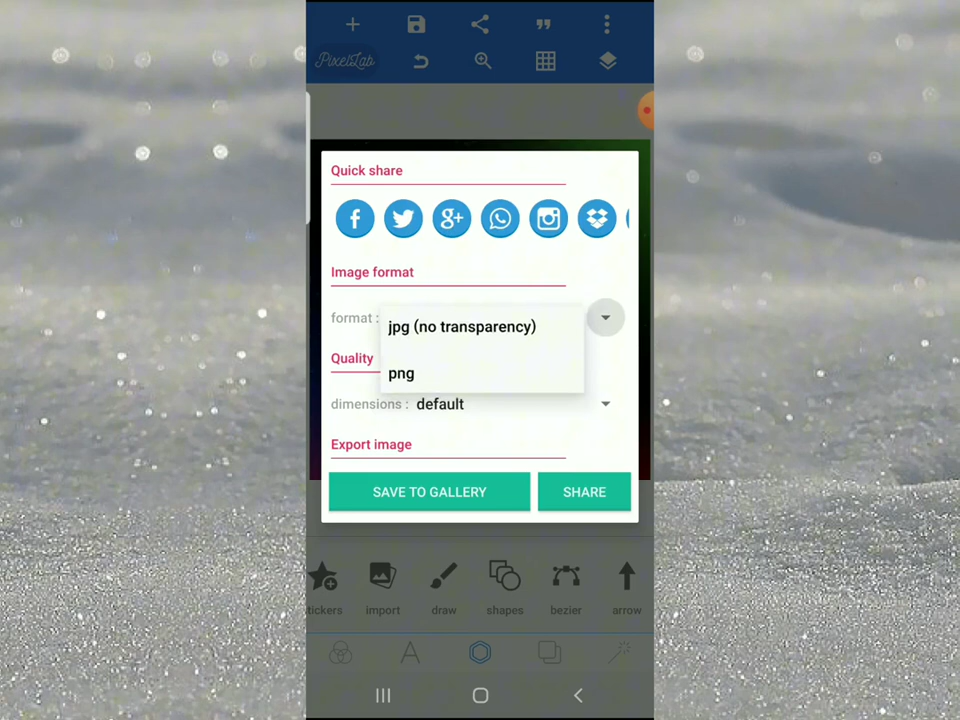 PixelLab
Quick share
Image format
format :
jpg (no transparency)
png
Quality
dimensions : default
Export image
SAVE TO GALLERY SHARE
tickers import draw shapes bezier arrow